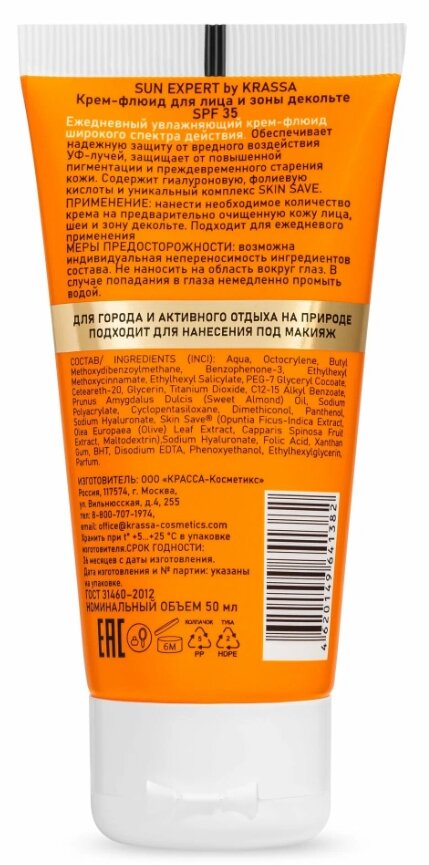 SUN EXPERT by KRASSA
Крем-флюид для лица и зоны декольте
SPF 35
Ежедневный увлажняющий крем-флюид
широкого спектра действия. Обеспечивает
надежную защиту от вредного воздействия
УФ-лучей, защищает от повышенной
пигментации и преждевременного старения
кожи. Содержит гиалуроновую, фолиевую
кислоты и уникальный комплекс SKIN SAVE.
ПРИМЕНЕНИЕ: нанести необходимое количество
крема на предварительно очищенную кожу лица,
шеи и зону декольте. Подходит для ежедневного
применения
МЕРЫ ПРЕДОСТОРОЖНОСТИ: возможна
индивидуальная непереносимость ингредиентов
состава. Не наносить на область вокруг глаз. В
случае попадания в глаза немедленно промыть
водой.
ДЛЯ ГОРОДА И АКТИВНОГО ОТДЫХА НА ПРИРОДЕ
ПОДХОДИТ ДЛЯ НАНЕСЕНИЯ ПОД МАКИЯЖ
СОСТАВ/ INGREDIENTS (INCI): Aqua, Octocrylene, Butyl
Methoxydibenzoylmethane, Benzophenone-3, Ethylhexyl
Methoxycinnamate, Ethylhexyl Salicylate, PEG-7 Glyceryl Cocoate,
Ceteareth-20, Glycerin, Titanium Dioxide, C12-15 Alkyl Benzoate,
Prunus Amygdalus Dulcis (Sweet Almond) Oil, Sodium
Polyacrylate, Cyclopentasiloxane, Dimethiconol, Panthenol,
Sodium Hyaluronate, Skin Save® (Opuntia Ficus-Indica Extract,
Olea Europaea (Olive) Leaf Extract, Capparis Spinosa Fruit
Extract, Maltodextrin),Sodium Hyaluronate, Folic Acid, Xanthan
Gum, BHT, Disodium EDTA, Phenoxyethanol, Ethylhexylglycerin,
Parfum.
ИЗГОТОВИТЕЛЬ: ООО «КРАССА-Косметикс»
Россия, 117574, г. Москва,
ул. Вильнюсская, д.4, 255
тел. 8-800-707-1974,
email: office@krassa-cosmetics.com
Хранить при t° +5...+25 °C в упаковке
изготовителя.СРОК ГОДНОСТИ:
36 месяцев с даты изготовления.
Дата изготовления и № партии: указаны
на упаковке.
ГОСТ 31460-2012
НОМИНАЛЬНЫЙ ОБЪЕМ 50 мл
4620149641382
EAC
6М
КОЛПАЧОК
5
PP
ТУБА
2
HDPE